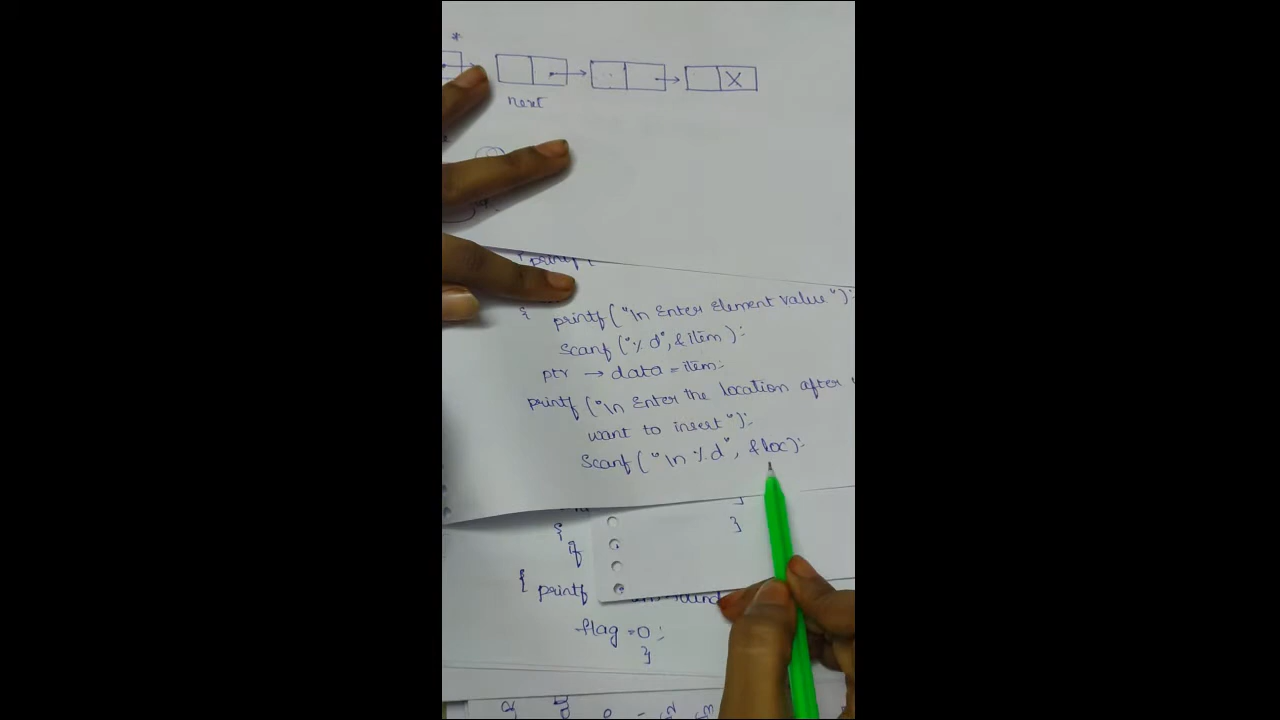 *
X
next
printf(
{
printf("\n Enter Element value"):
Scanf ("%d", &item):
ptr → data = item:
printf ("\n Enter the location after
want to insert"):
Scanf ("\n %d", &loc):
}
{
if
{ printf
flag = 0;
}